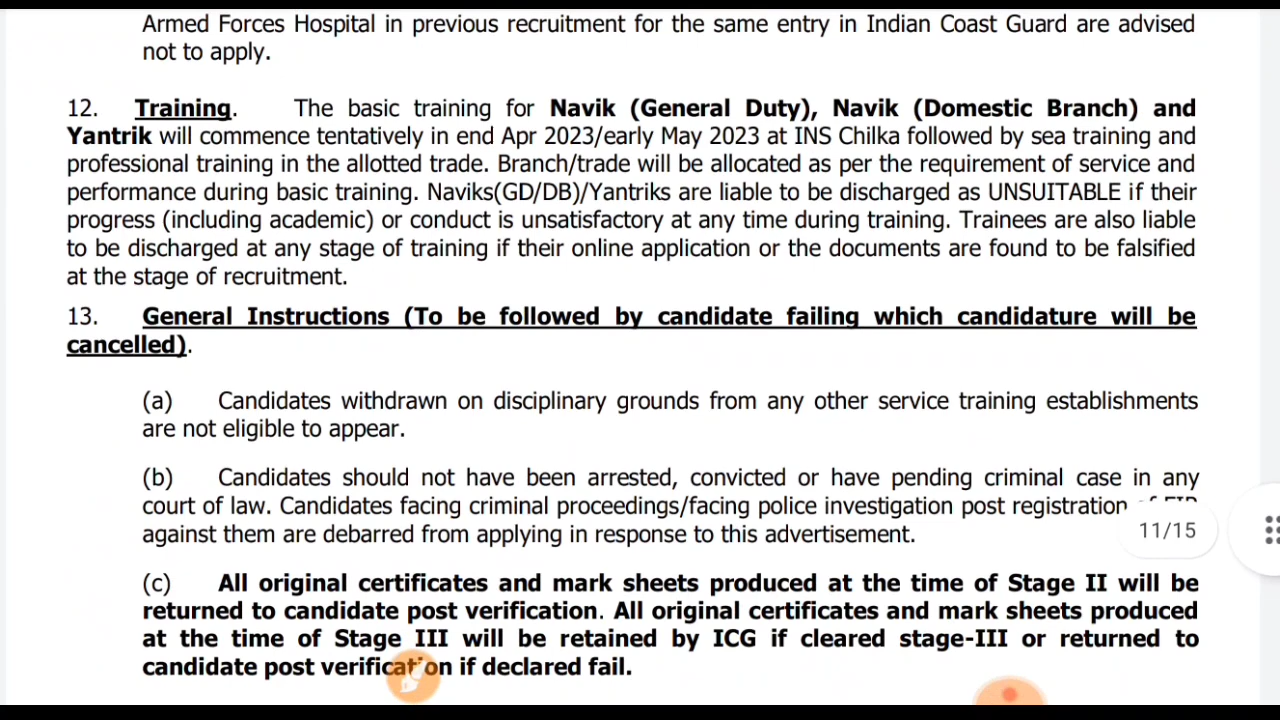 Armed Forces Hospital in previous recruitment for the same entry in Indian Coast Guard are advised
not to apply.
12. Training. The basic training for Navik (General Duty), Navik (Domestic Branch) and
Yantrik will commence tentatively in end Apr 2023/early May 2023 at INS Chilka followed by sea training and
professional training in the allotted trade. Branch/trade will be allocated as per the requirement of service and
performance during basic training. Naviks(GD/DB)/Yantriks are liable to be discharged as UNSUITABLE if their
progress (including academic) or conduct is unsatisfactory at any time during training. Trainees are also liable
to be discharged at any stage of training if their online application or the documents are found to be falsified
at the stage of recruitment.
13. General Instructions (To be followed by candidate failing which candidature will be
cancelled).
(a) Candidates withdrawn on disciplinary grounds from any other service training establishments
are not eligible to appear.
(b) Candidates should not have been arrested, convicted or have pending criminal case in any
court of law. Candidates facing criminal proceedings/facing police investigation post registration
against them are debarred from applying in response to this advertisement.
11/15
(c) All original certificates and mark sheets produced at the time of Stage II will be
returned to candidate post verification. All original certificates and mark sheets produced
at the time of Stage III will be retained by ICG if cleared stage-III or returned to
candidate post verification if declared fail.